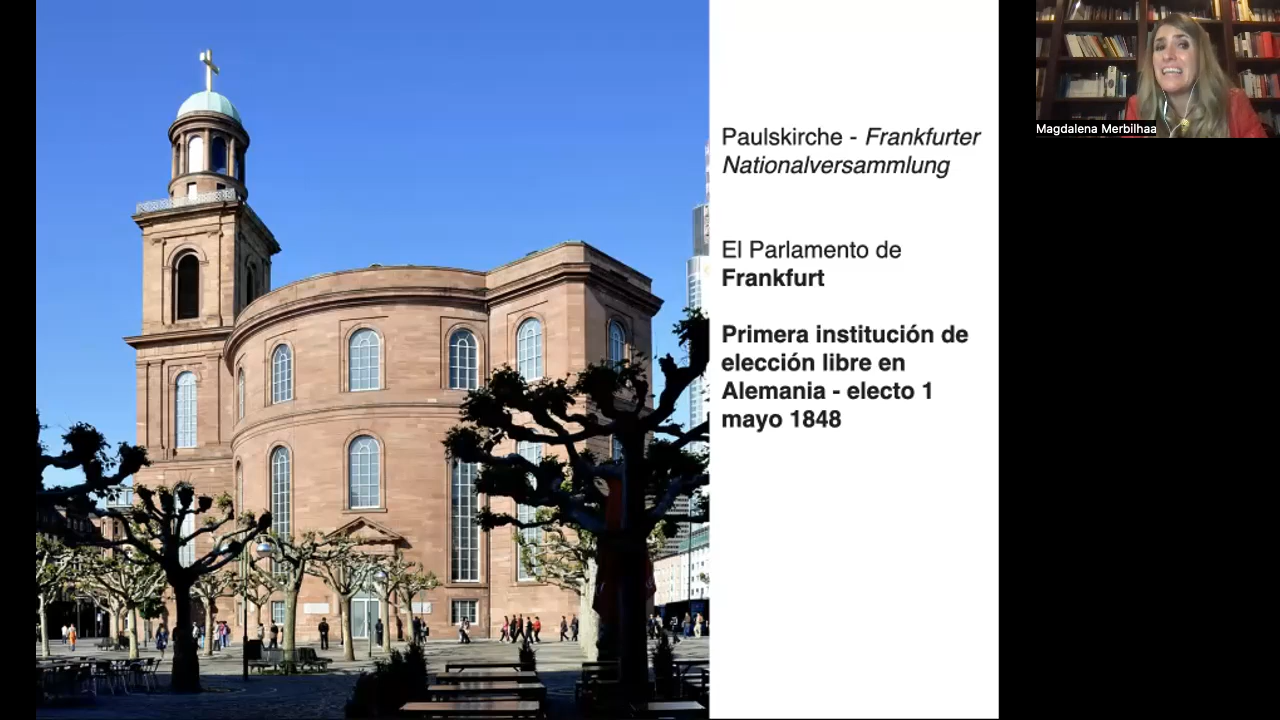 Paulskirche - Frankfurter
Nationalversammlung
El Parlamento de
Frankfurt
Primera institución de
elección libre en
Alemania - electo 1
mayo 1848
Magdalena Merbilhaa